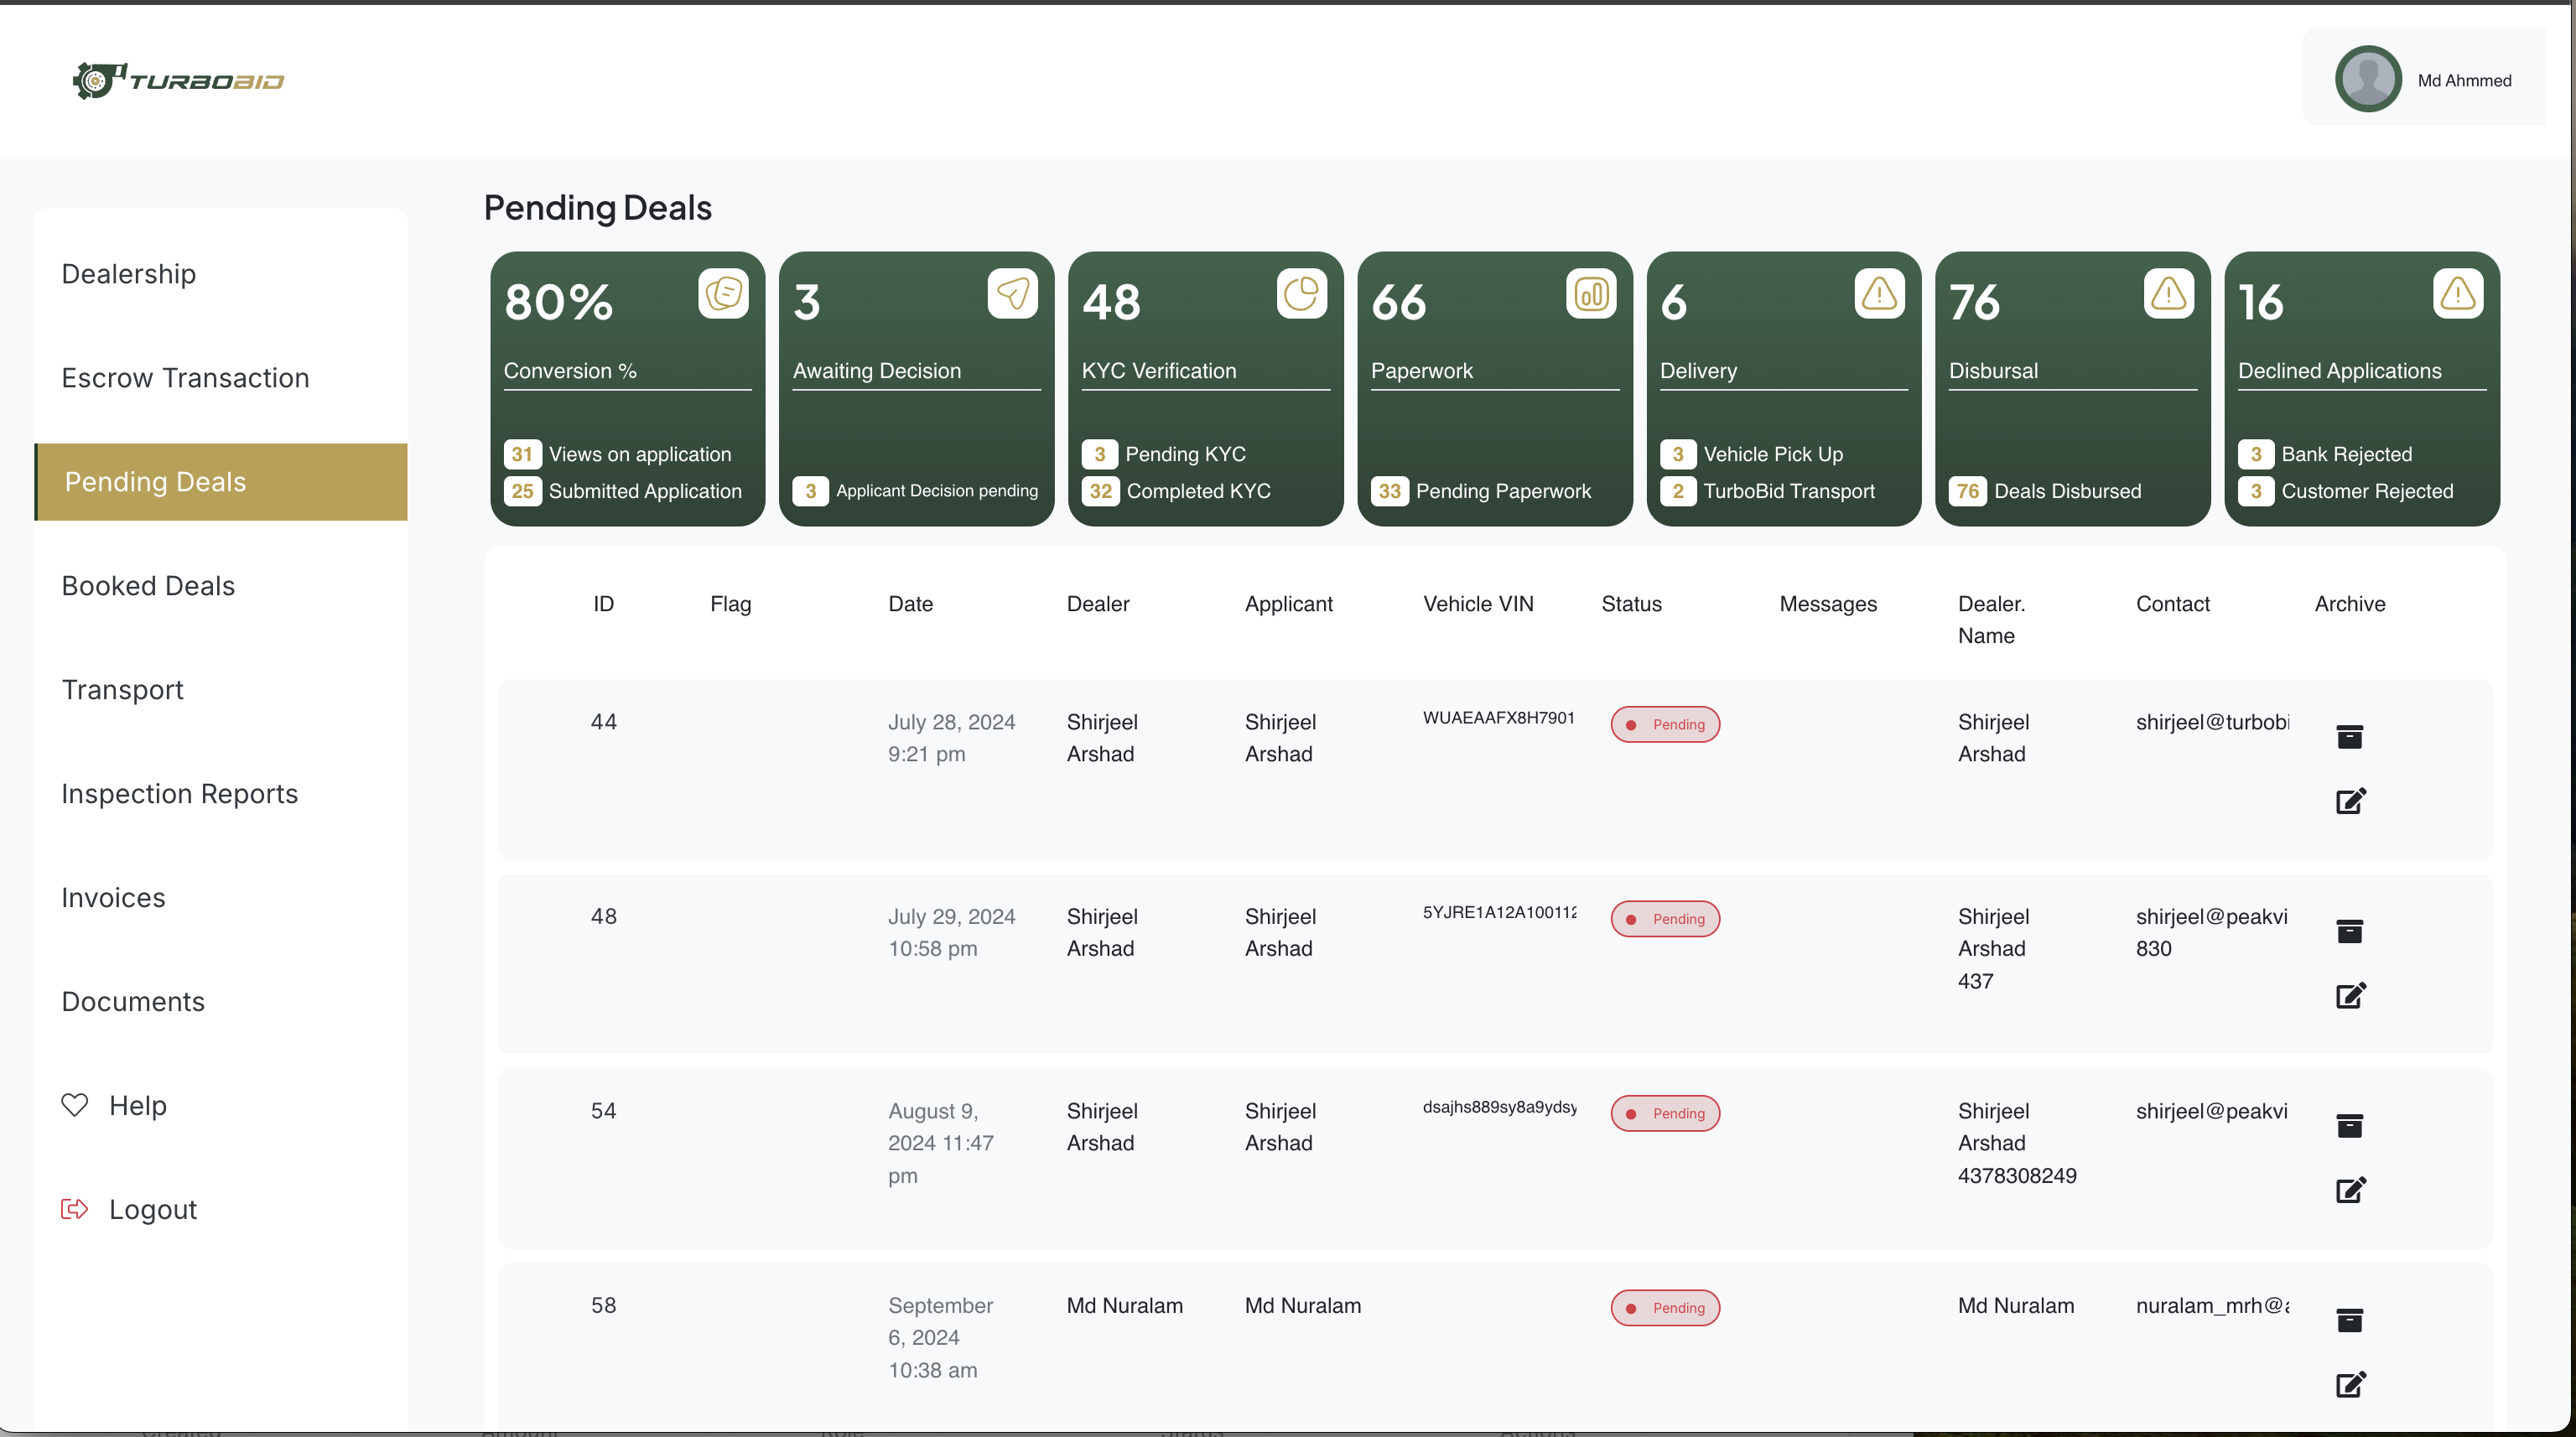 TURBOBID
Md Ahmmed
Dealership
Escrow Transaction
Pending Deals
Booked Deals
Transport
Inspection Reports
Invoices
Documents
Help
Logout
Pending Deals
80%
Conversion %
31 Views on application
25 Submitted Application
3
Awaiting Decision
3 Applicant Decision pending
48
KYC Verification
3 Pending KYC
32 Completed KYC
66
Paperwork
33 Pending Paperwork
6
Delivery
3 Vehicle Pick Up
2 TurboBid Transport
76
Disbursal
76 Deals Disbursed
16
Declined Applications
3 Bank Rejected
3 Customer Rejected
ID Flag Date Dealer Applicant Vehicle VIN Status Messages Dealer. Contact Archive
Name
44 July 28, 2024 Shirjeel Shirjeel WUAEAAFX8H7901 Pending Shirjeel shirjeel@turbobi
9:21 pm Arshad Arshad Arshad
48 July 29, 2024 Shirjeel Shirjeel 5YJRE1A12A10011 Pending Shirjeel shirjeel@peakvi
10:58 pm Arshad Arshad Arshad 830
437
54 August 9, Shirjeel Shirjeel dsajhs889sy8a9ydsy Pending Shirjeel shirjeel@peakvi
2024 11:47 Arshad Arshad Arshad
pm 4378308249
58 September Md Nuralam Md Nuralam Pending Md Nuralam nuralam_mrh@
6, 2024
10:38 am